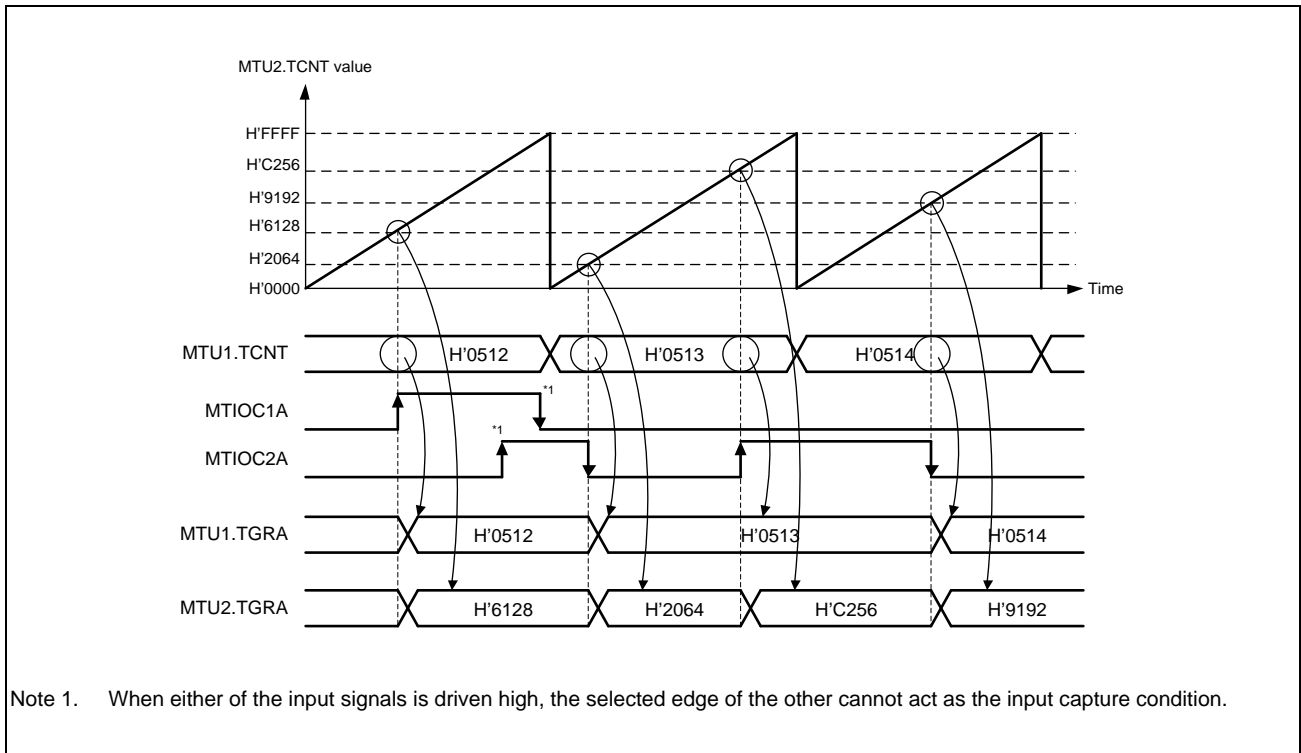 MTU2.TCNT value
H'FFFF
H'C256
H'9192
H'6128
H'2064
H'0000
Time
MTU1.TCNT H'0512 H'0513 H'0514
MTIOC1A *1
MTIOC2A *1
MTU1.TGRA H'0512 H'0513 H'0514
MTU2.TGRA H'6128 H'2064 H'C256 H'9192
Note 1. When either of the input signals is driven high, the selected edge of the other cannot act as the input capture condition.